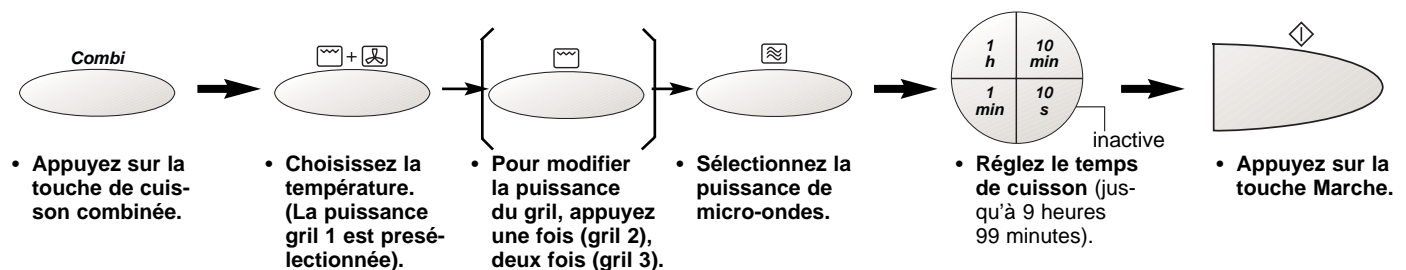 Combi
• Appuyez sur la
touche de cuis-
son combinée.
+
• Choisissez la
température.
(La puissance
gril 1 est presé-
lectionnée).
• Pour modifier
la puissance
du gril, appuyez
une fois (gril 2),
deux fois (gril 3).
• Sélectionnez la
puissance de
micro-ondes.
1
h
10
min
1
min
10
s
inactive
• Réglez le temps
de cuisson (jus-
qu'à 9 heures
99 minutes).
• Appuyez sur la
touche Marche.